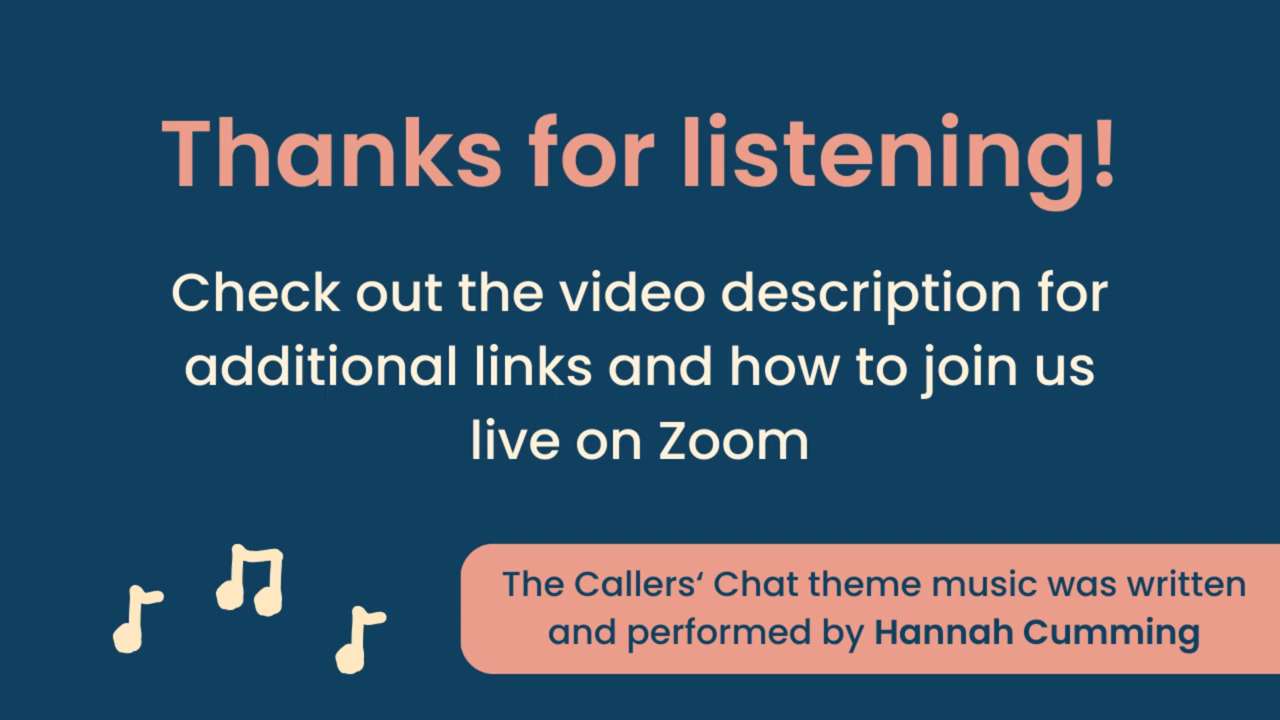 Thanks for listening!
Check out the video description for
additional links and how to join us
live on Zoom
The Callers‘ Chat theme music was written
and performed by Hannah Cumming